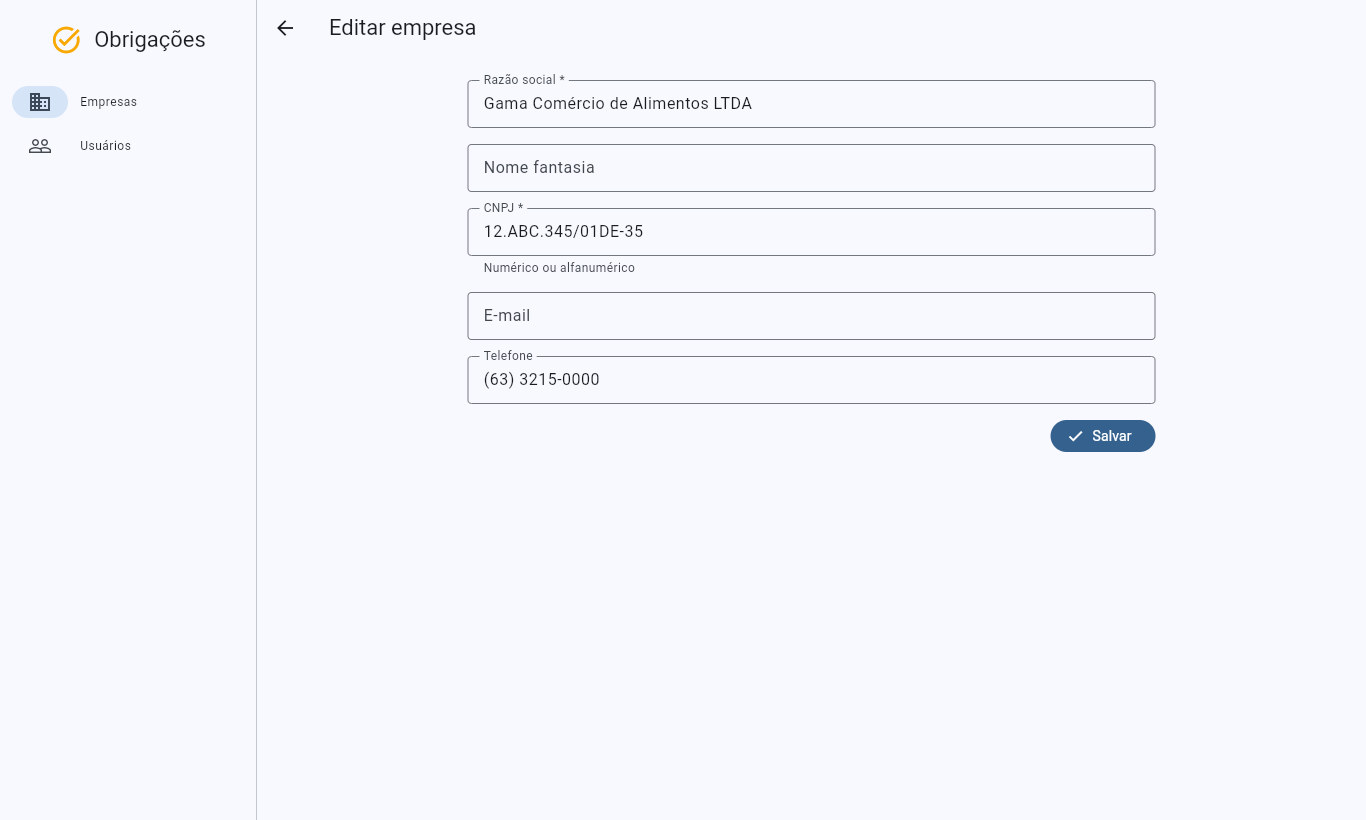 Obrigações
Empresas
Usuários
Editar empresa
Razão social *
Gama Comércio de Alimentos LTDA
Nome fantasia
CNPJ *
12.ABC.345/01DE-35
Numérico ou alfanumérico
E-mail
Telefone
(63) 3215-0000
Salvar